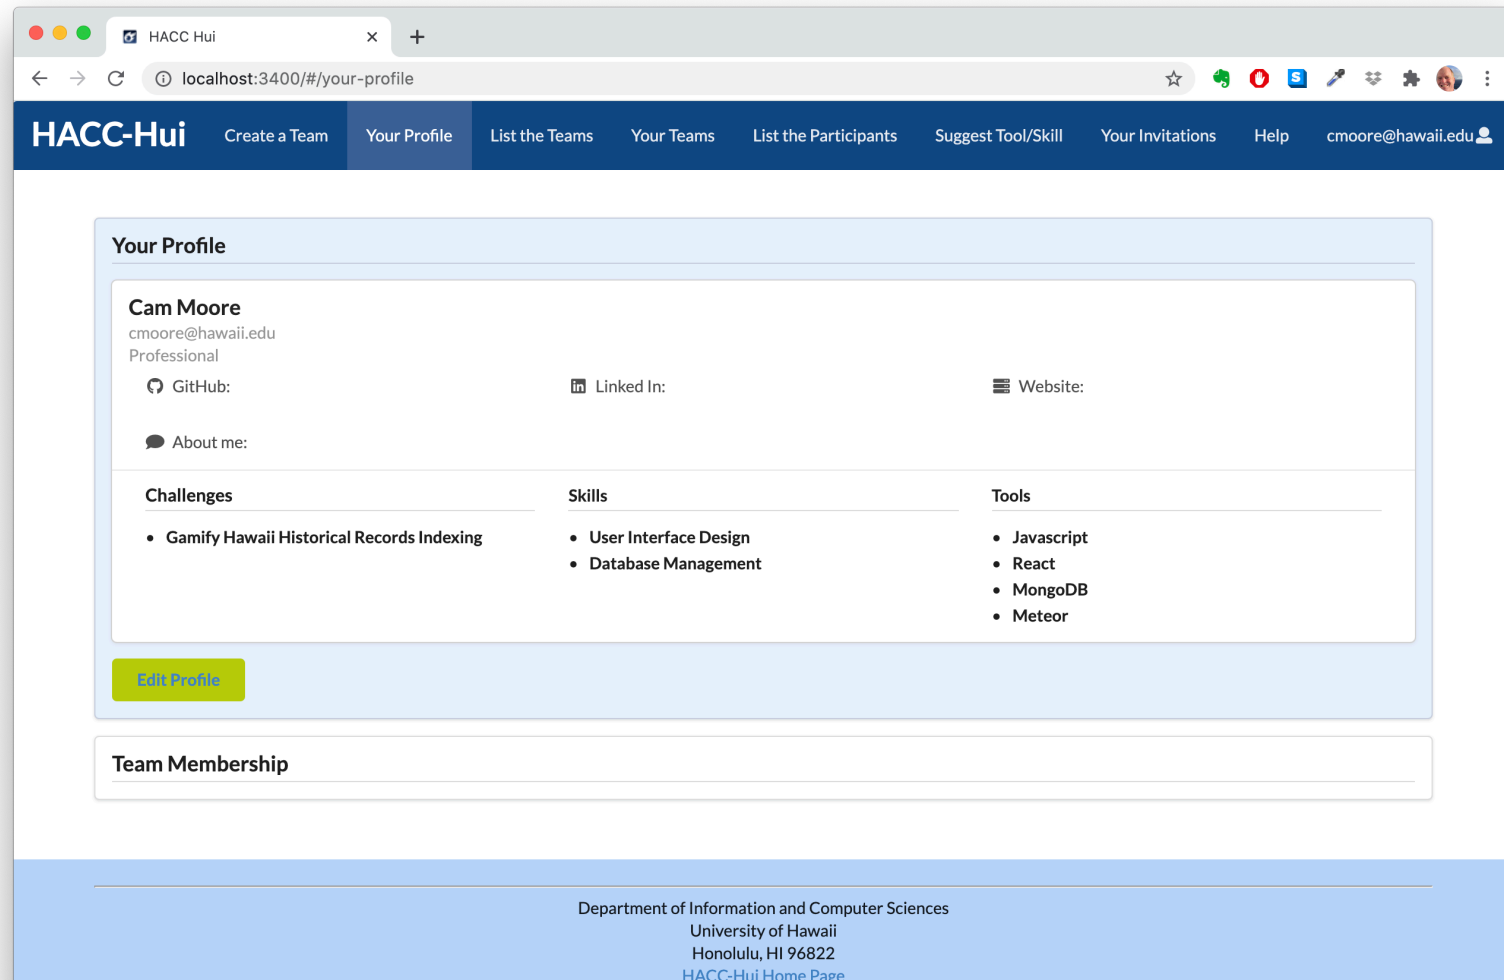 HACC Hui
localhost:3400/#/your-profile
HACC-Hui Create a Team Your Profile List the Teams Your Teams List the Participants Suggest Tool/Skill Your Invitations Help cmoore@hawaii.edu
Your Profile
Cam Moore
cmoore@hawaii.edu
Professional
GitHub: Linked In: Website:
About me:
Challenges Skills Tools
Gamify Hawaii Historical Records Indexing User Interface Design Javascript
Database Management React
MongoDB
Meteor
Edit Profile
Team Membership
Department of Information and Computer Sciences
University of Hawaii
Honolulu, HI 96822
HACC-Hui Home Page